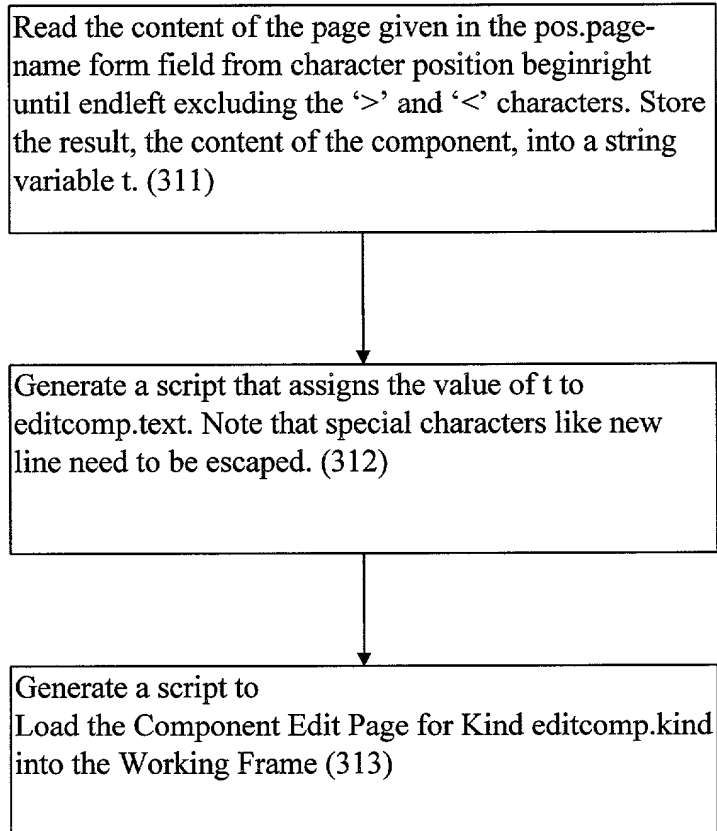 Read the content of the page given in the pos.page-
name form field from character position beginright
until endleft excluding the ‘>’ and ‘<’ characters. Store
the result, the content of the component, into a string
variable t. (311)
Generate a script that assigns the value of t to
editcomp.text. Note that special characters like new
line need to be escaped. (312)
Generate a script to
Load the Component Edit Page for Kind editcomp.kind
into the Working Frame (313)